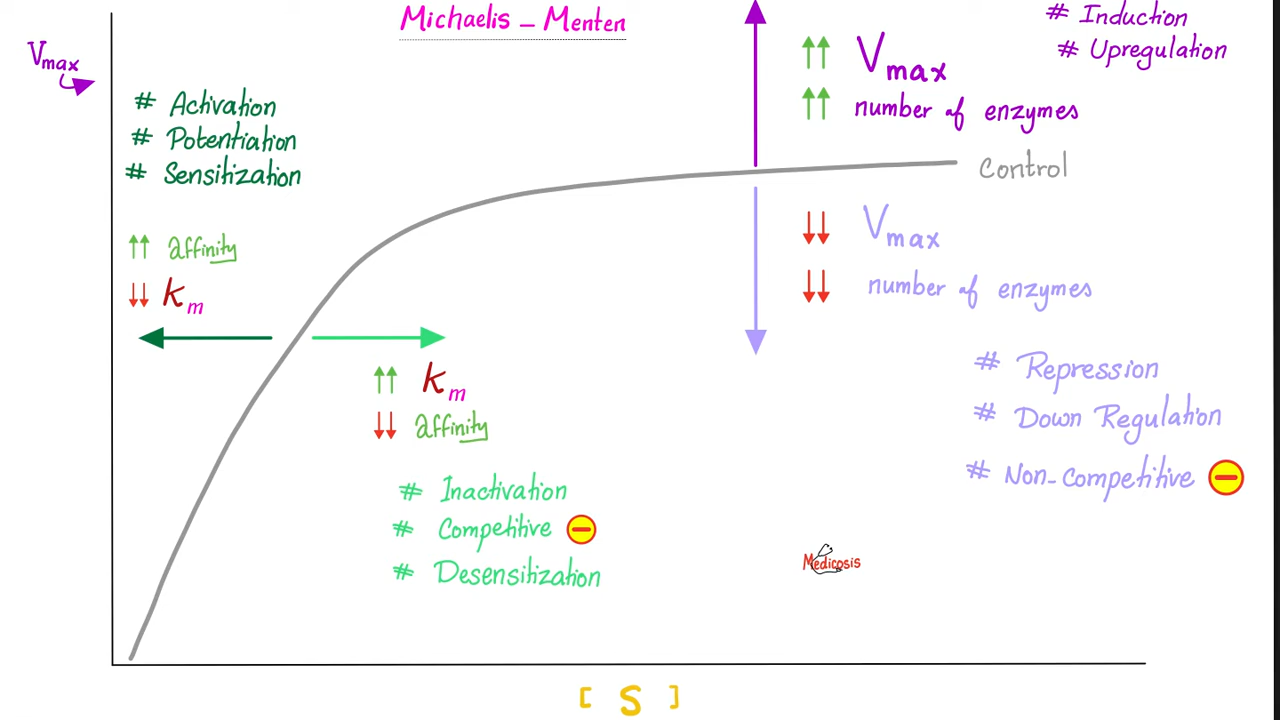 Michaelis - Menten
Vmax
# Activation
# Potentiation
# Sensitization
↑↑ affinity
↓↓ Km
↑↑ Km
↓↓ affinity
# Inactivation
# Competitive ⊖
# Desensitization
# Induction
# Upregulation
↑↑ Vmax
↑↑ number of enzymes
Control
↓↓ Vmax
↓↓ number of enzymes
# Repression
# Down Regulation
# Non-Competitive ⊖
Medicosis
[ S ]